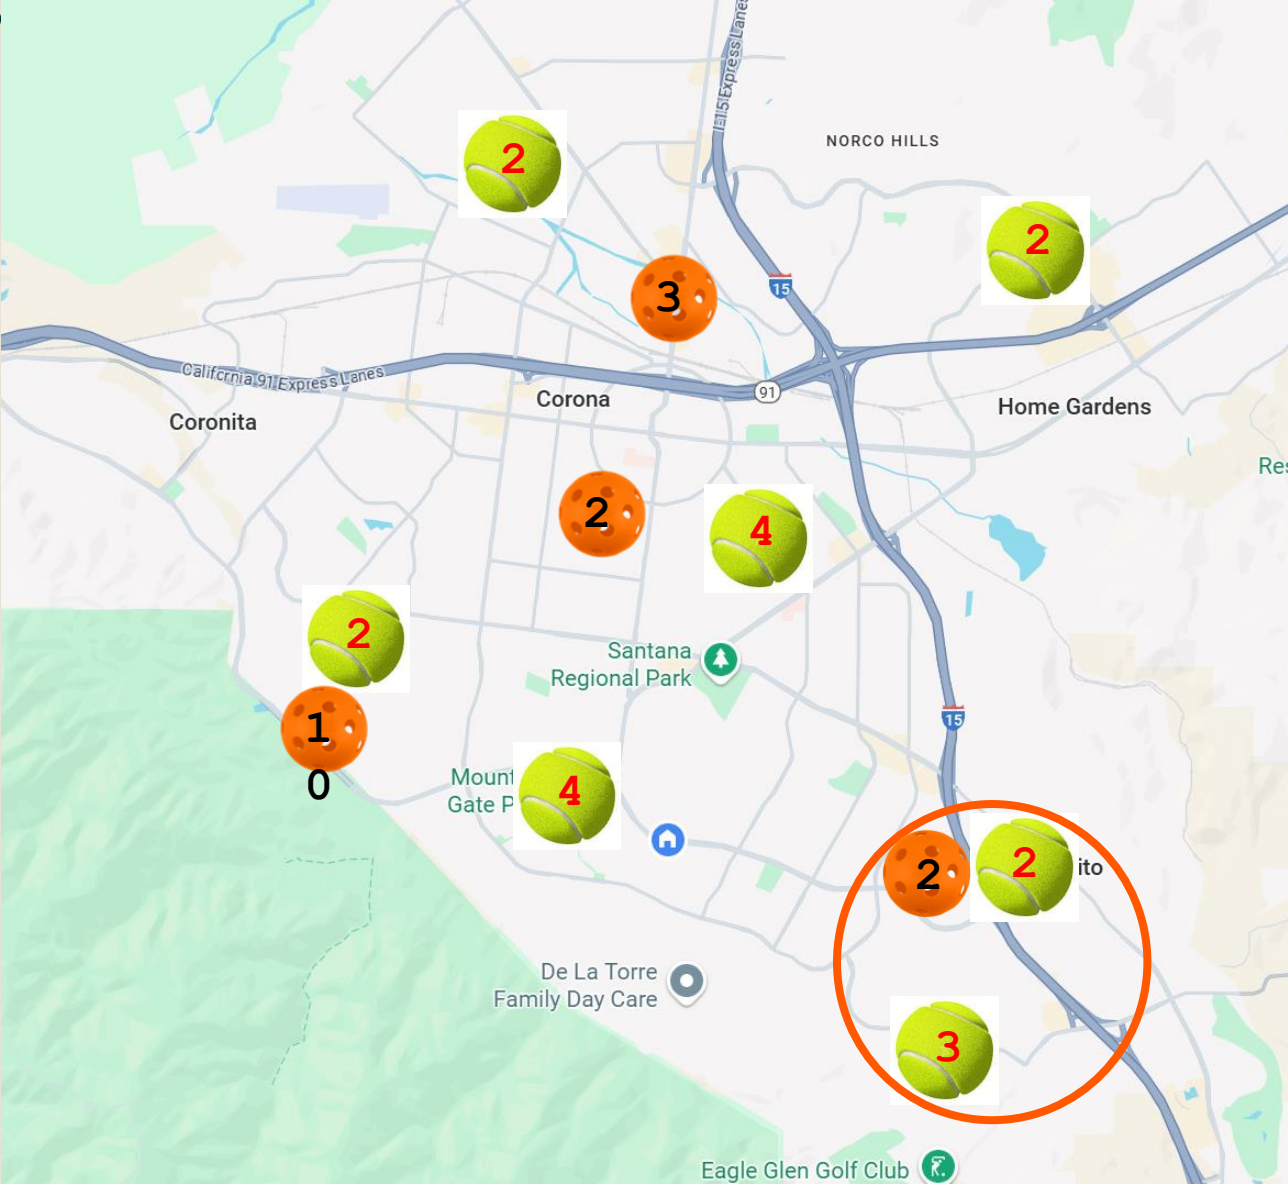 I-15 Express Lanes
NORCO HILLS
2
2
3
15
California 91 Express Lanes
91
Corona
Coronita
Home Gardens
Res
2
4
2
Santana
Regional Park
1
0
15
Mount
Gate P
4
2
2
ito
De La Torre
Family Day Care
3
Eagle Glen Golf Club